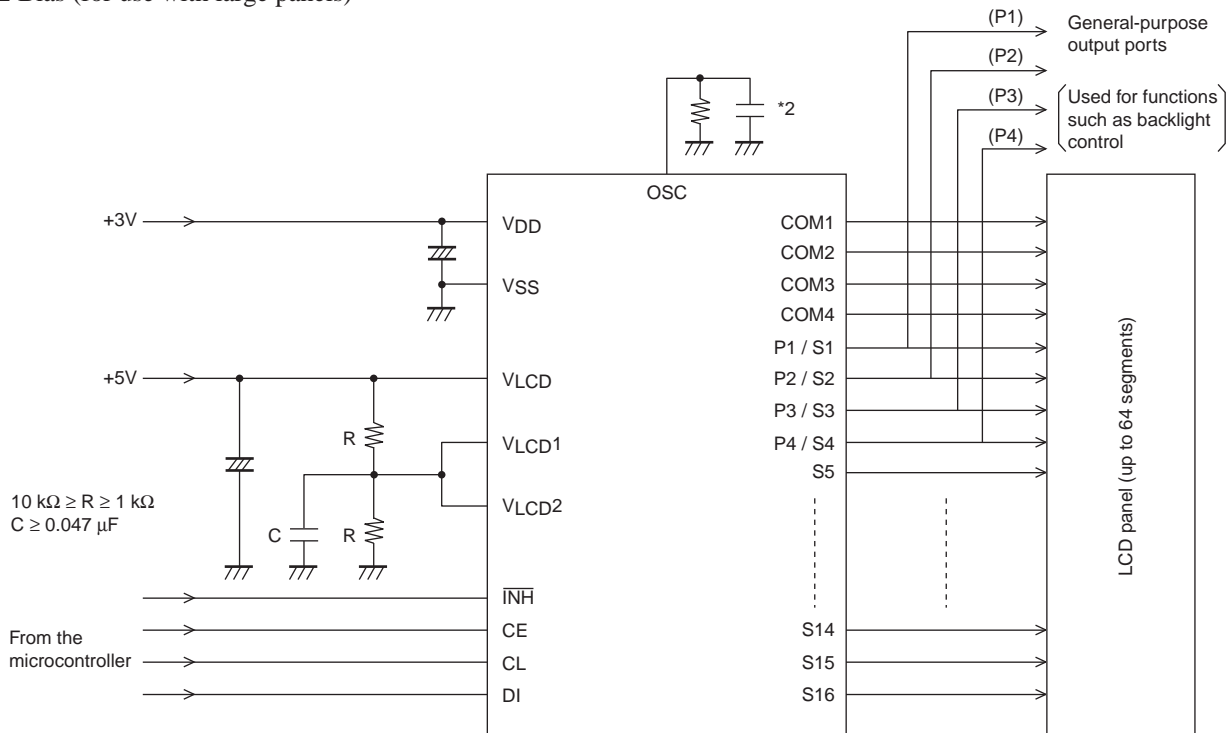 2 Bias (for use with large panels)
(P1)
General-purpose
output ports
(P2)
(P3)
Used for functions
such as backlight
control
(P4)
*2
OSC
+3V
VDD
VSS
+5V
VLCD
R
VLCD1
VLCD2
10 kΩ ≥ R ≥ 1 kΩ
C ≥ 0.047 μF
C
R
INH
From the
microcontroller
CE
CL
DI
COM1
COM2
COM3
COM4
P1 / S1
P2 / S2
P3 / S3
P4 / S4
S5
S14
S15
S16
LCD panel (up to 64 segments)